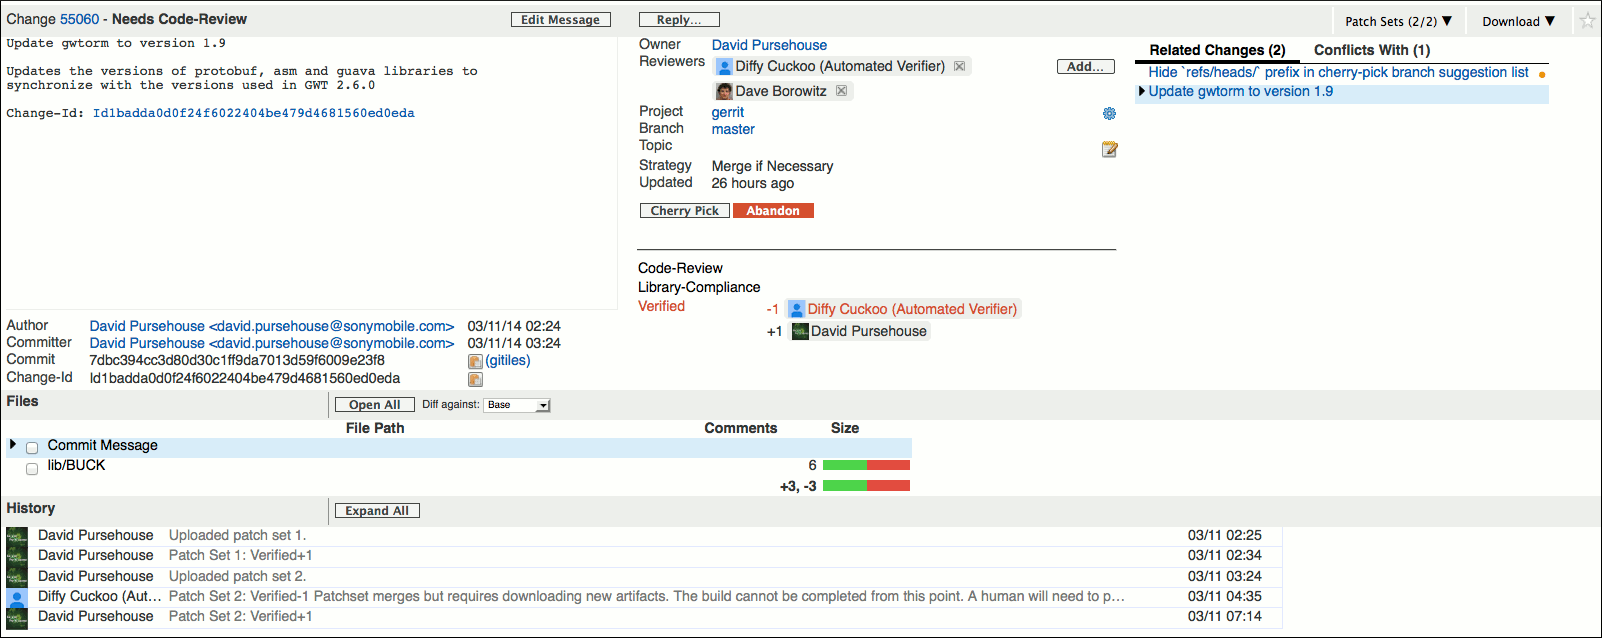 Change 55060 - Needs Code-Review
Edit Message
Reply...
Patch Sets (2/2) ▼
Download ▼
Update gwtorm to version 1.9
Updates the versions of protobuf, asm and guava libraries to
synchronize with the versions used in GWT 2.6.0
Change-Id: Id1badda0d0f24f6022404be479d4681560ed0eda
Owner David Pursehouse
Reviewers Diffy Cuckoo (Automated Verifier)
Add...
Dave Borowitz
Project gerrit
Branch master
Topic
Strategy Merge if Necessary
Updated 26 hours ago
Cherry Pick Abandon
Code-Review
Library-Compliance
Verified -1 Diffy Cuckoo (Automated Verifier)
+1 David Pursehouse
Related Changes (2) Conflicts With (1)
Hide `refs/heads/` prefix in cherry-pick branch suggestion list
Update gwtorm to version 1.9
Author David Pursehouse <david.pursehouse@sonymobile.com> 03/11/14 02:24
Committer David Pursehouse <david.pursehouse@sonymobile.com> 03/11/14 03:24
Commit 7dbc394cc3d80d30c1ff9da7013d59f6009e23f8 (gitiles)
Change-Id Id1badda0d0f24f6022404be479d4681560ed0eda
Files Open All Diff against: Base
File Path Comments Size
Commit Message
lib/BUCK 6
+3, -3
History Expand All
David Pursehouse Uploaded patch set 1. 03/11 02:25
David Pursehouse Patch Set 1: Verified+1 03/11 02:34
David Pursehouse Uploaded patch set 2. 03/11 03:24
Diffy Cuckoo (Aut... Patch Set 2: Verified-1 Patchset merges but requires downloading new artifacts. The build cannot be completed from this point. A human will need to p... 03/11 04:35
David Pursehouse Patch Set 2: Verified+1 03/11 07:14